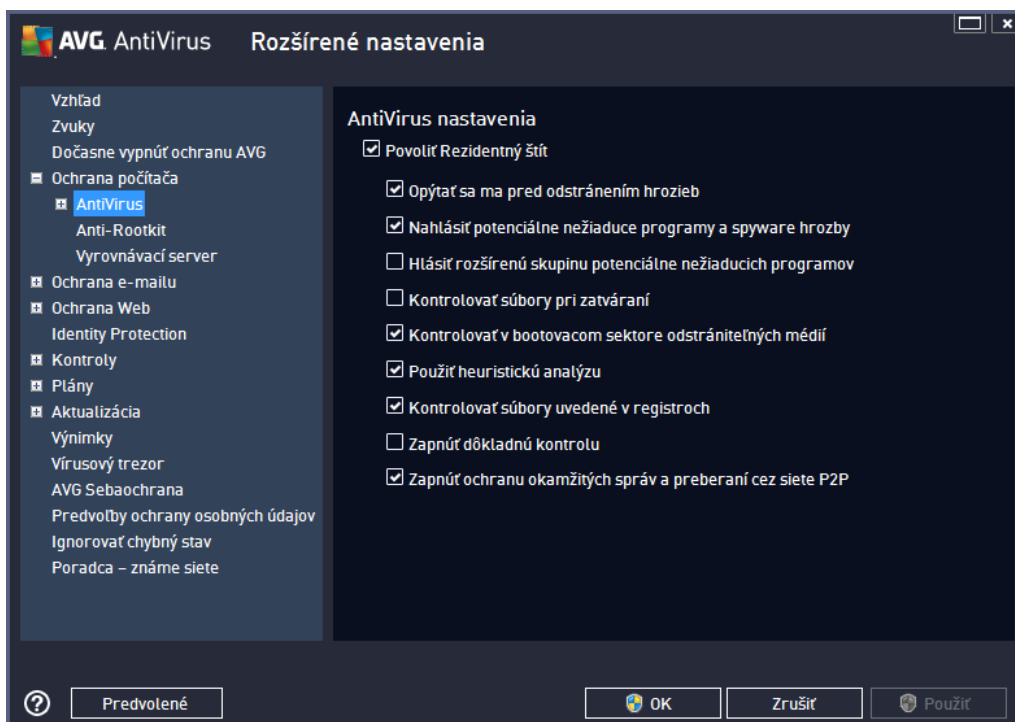 AVG AntiVirus Rozšírené nastavenia
Vzhľad
Zvuky
Dočasne vypnúť ochranu AVG
Ochrana počítača
AntiVirus
Anti-Rootkit
Vyrovnávací server
Ochrana e-mailu
Ochrana Web
Identity Protection
Kontroly
Plány
Aktualizácia
Výnimky
Vírusový trezor
AVG Sebaochrana
Predvoľby ochrany osobných údajov
Ignorovať chybný stav
Poradca – známe siete
AntiVirus nastavenia
Povoliť Rezidentný štít
Opýtať sa ma pred odstránením hrozieb
Nahlásiť potenciálne nežiaduce programy a spyware hrozby
Hlásiť rozšírenú skupinu potenciálne nežiaducich programov
Kontrolovať súbory pri zatváraní
Kontrolovať v bootovacom sektore odstrániteľných médií
Použiť heuristickú analýzu
Kontrolovať súbory uvedené v registroch
Zapnúť dôkladnú kontrolu
Zapnúť ochranu okamžitých správ a preberaní cez siete P2P
Predvolené
OK
Zrušiť
Použiť